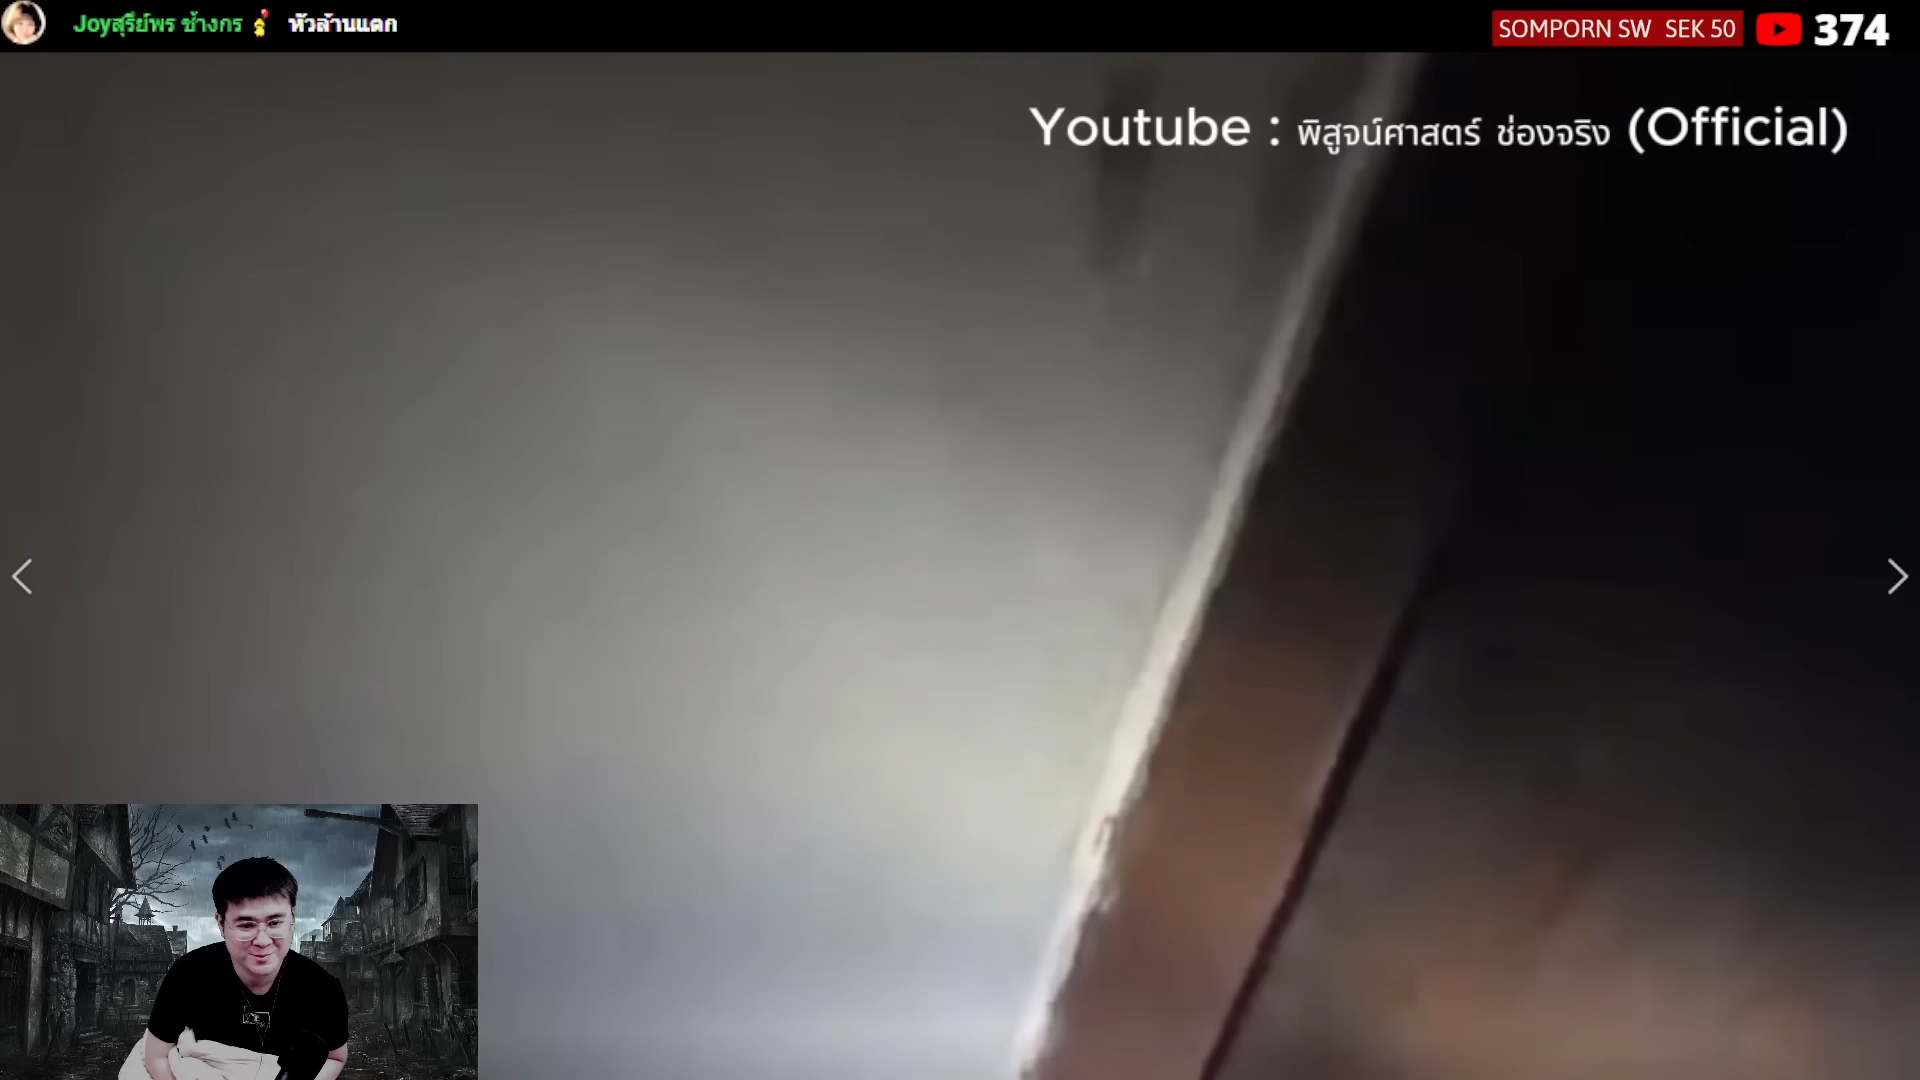 Joyสุรีย์พร ช้างกร หัวล้านแตก
SOMPORN SW SEK 50
374
Youtube : พิสูจน์ศาสตร์ ช่องจริง (Official)